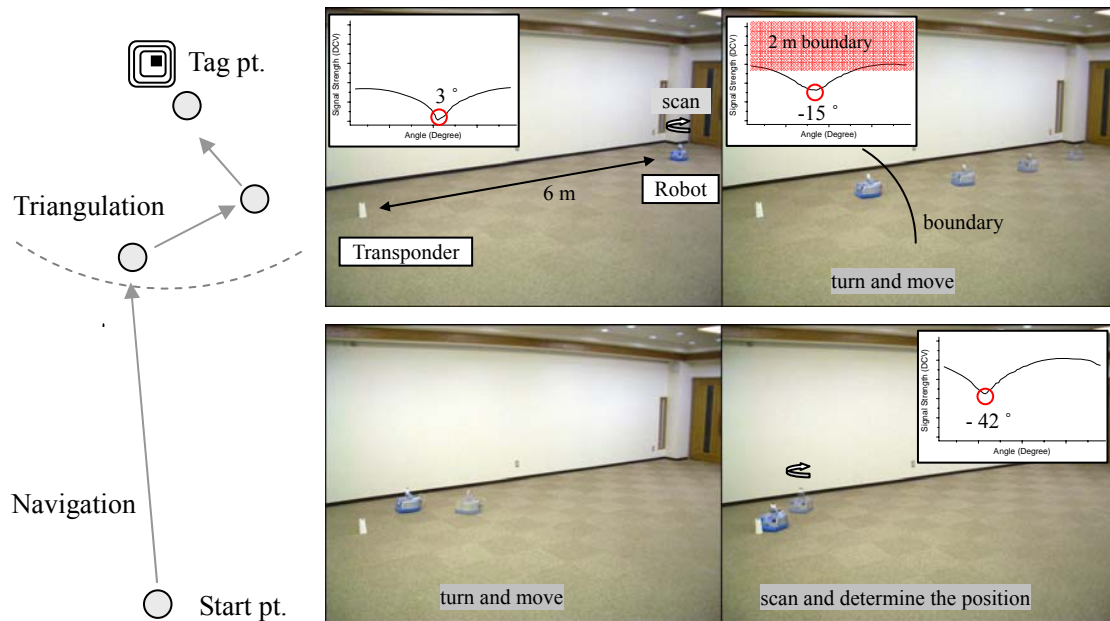 Tag pt.
Triangulation
Navigation
Start pt.
Signal Strength (DCV)
3 °
Angle (Degree)
scan
6 m
Robot
Transponder
2 m boundary
Signal Strength (DCV)
-15 °
Angle (Degree)
boundary
turn and move
turn and move
Signal Strength (DCV)
- 42 °
Angle (Degree)
scan and determine the position